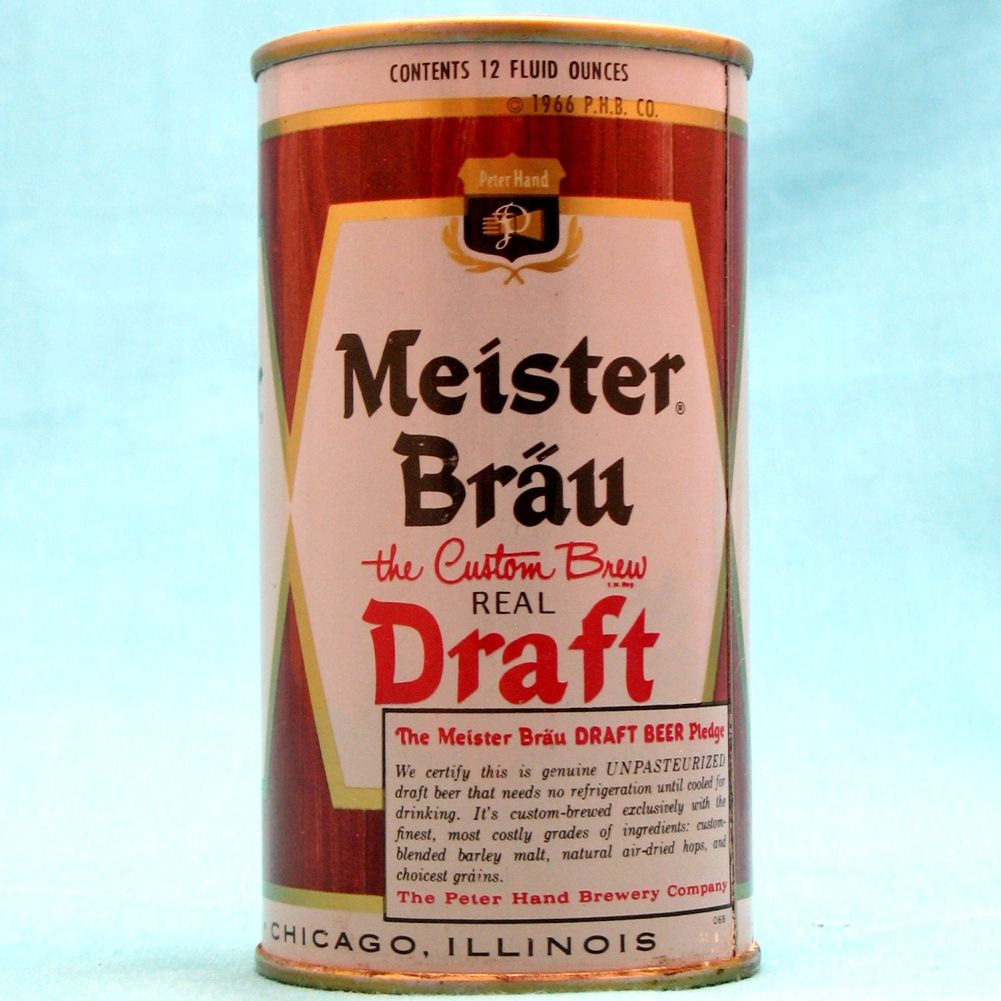 CONTENTS 12 FLUID OUNCES
© 1966 P.H.B. CO.
Peter Hand
P
Meister®
Bräu
the Custom Brew
T.M. Reg.
REAL
Draft
The Meister Bräu DRAFT BEER Pledge
We certify this is genuine UNPASTEURIZED
draft beer that needs no refrigeration until cooled for
drinking. It's custom-brewed exclusively with the
finest, most costly grades of ingredients: custom-
blended barley malt, natural air-dried hops, and
choicest grains.
The Peter Hand Brewery Company
068
CHICAGO, ILLINOIS